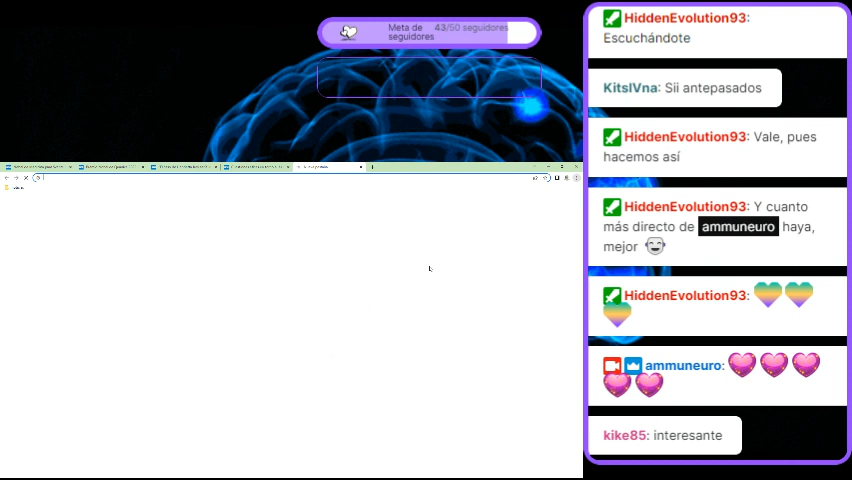 Meta de seguidores
43/50 seguidores
HiddenEvolution93:
Escuchándote
KitsIVna: Sii antepasados
HiddenEvolution93: Vale, pues
hacemos así
HiddenEvolution93: Y cuanto
más directo de ammuneuro haya,
mejor
HiddenEvolution93:
ammuneuro:
kike85: interesante